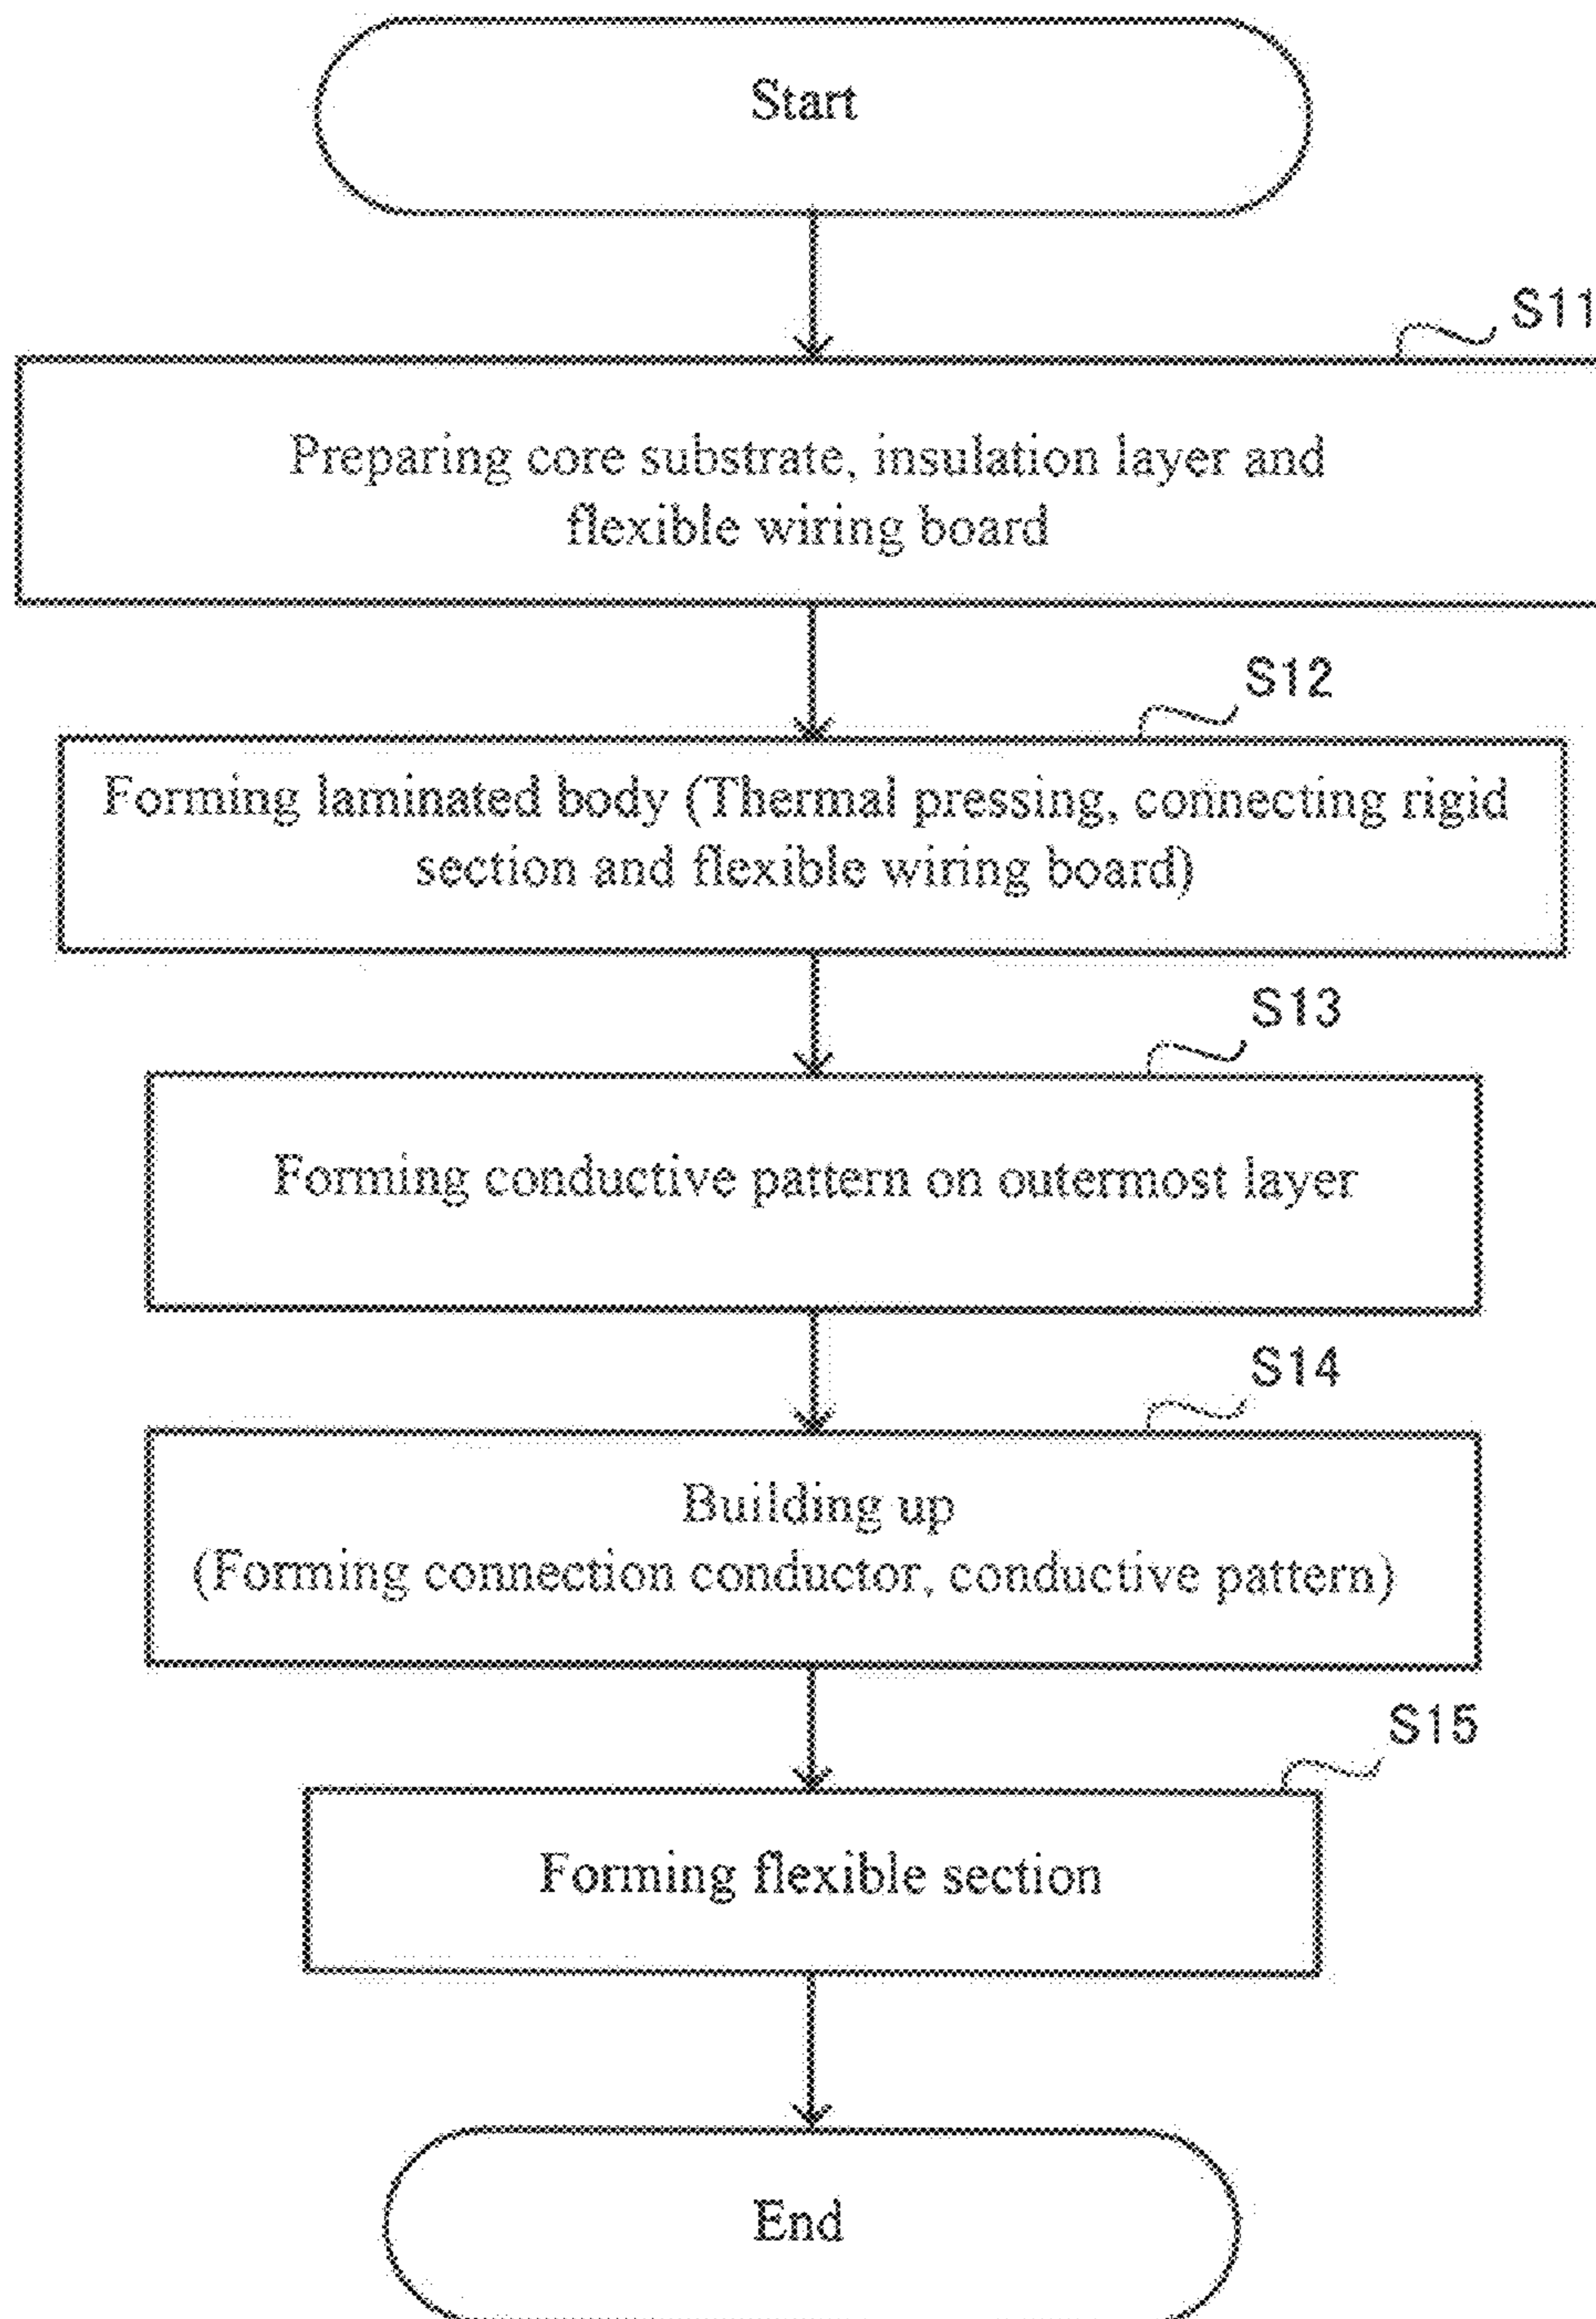 Start
S11
Preparing core substrate, insulation layer and
flexible wiring board
S12
Forming laminated body (Thermal pressing, connecting rigid
section and flexible wiring board)
S13
Forming conductive pattern on outermost layer
S14
Building up
(Forming connection conductor, conductive pattern)
S15
Forming flexible section
End